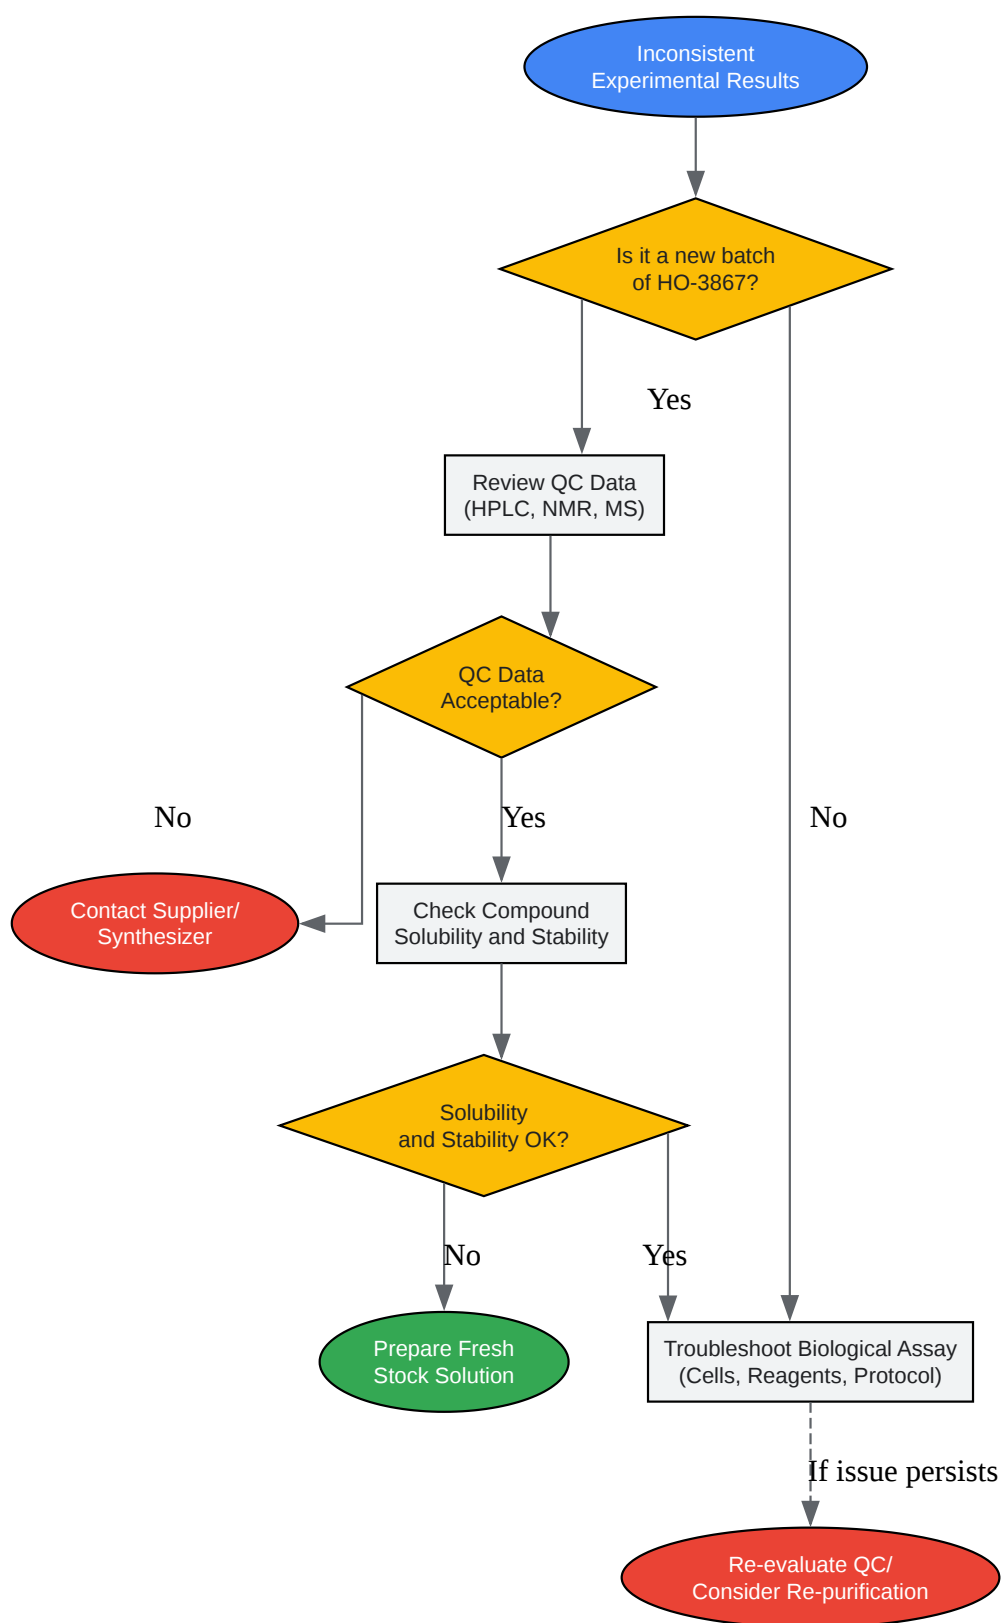 Inconsistent
Experimental Results
Is it a new batch
of HO-3867?
Yes
Review QC Data
(HPLC, NMR, MS)
QC Data
Acceptable?
No
Yes
No
Contact Supplier/
Synthesizer
Check Compound
Solubility and Stability
Solubility
and Stability OK?
No
Yes
Prepare Fresh
Stock Solution
Troubleshoot Biological Assay
(Cells, Reagents, Protocol)
If issue persists
Re-evaluate QC/
Consider Re-purification